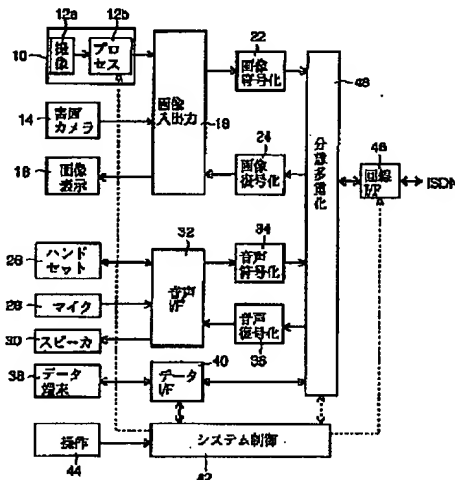 12a
12b
10
撮像
プロセス
14
書画
カメラ
16
画像
表示
画像
入出力
18
22
画像
符号化
24
画像
復号化
48
分離多重化
46
回線
I/F
ISDN
26
ハンド
セット
28
マイク
30
スピーカ
32
音声
I/F
34
音声
符号化
音声
復号化
36
38
データ
端末
40
データ
I/F
操作
44
システム制御
42